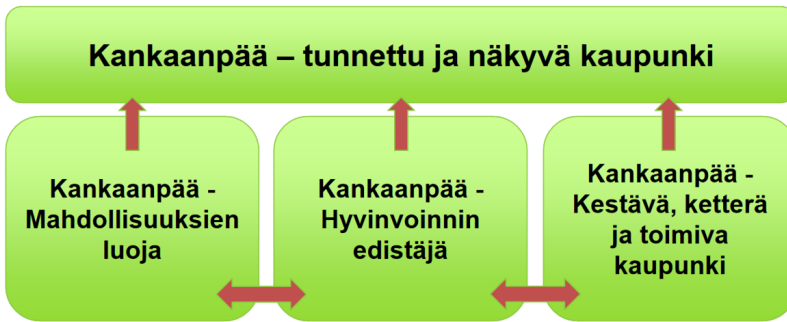 Kankaanpää – tunnettu ja näkyvä kaupunki
Kankaanpää -
Mahdollisuuksien
luoja
Kankaanpää -
Hyvinvoinnin
edistäjä
Kankaanpää -
Kestävä, ketterä
ja toimiva
kaupunki